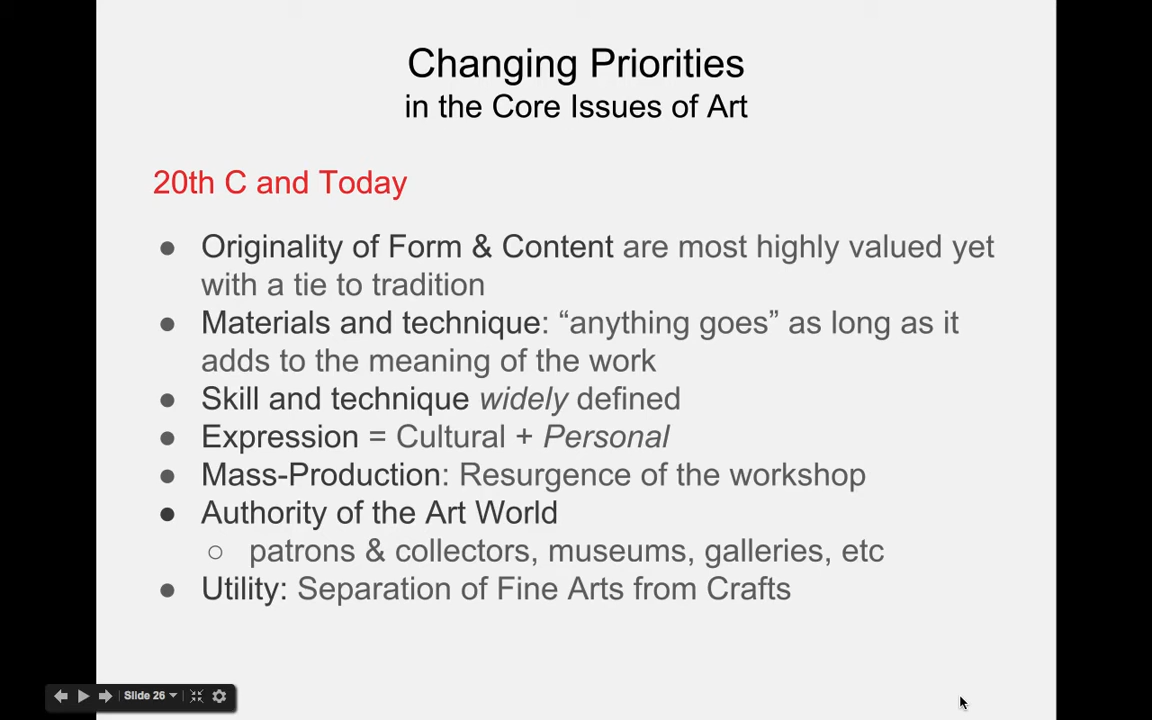 Changing Priorities
in the Core Issues of Art
20th C and Today
● Originality of Form & Content are most highly valued yet
with a tie to tradition
● Materials and technique: “anything goes” as long as it
adds to the meaning of the work
● Skill and technique widely defined
● Expression = Cultural + Personal
● Mass-Production: Resurgence of the workshop
● Authority of the Art World
○ patrons & collectors, museums, galleries, etc
● Utility: Separation of Fine Arts from Crafts
Slide 26